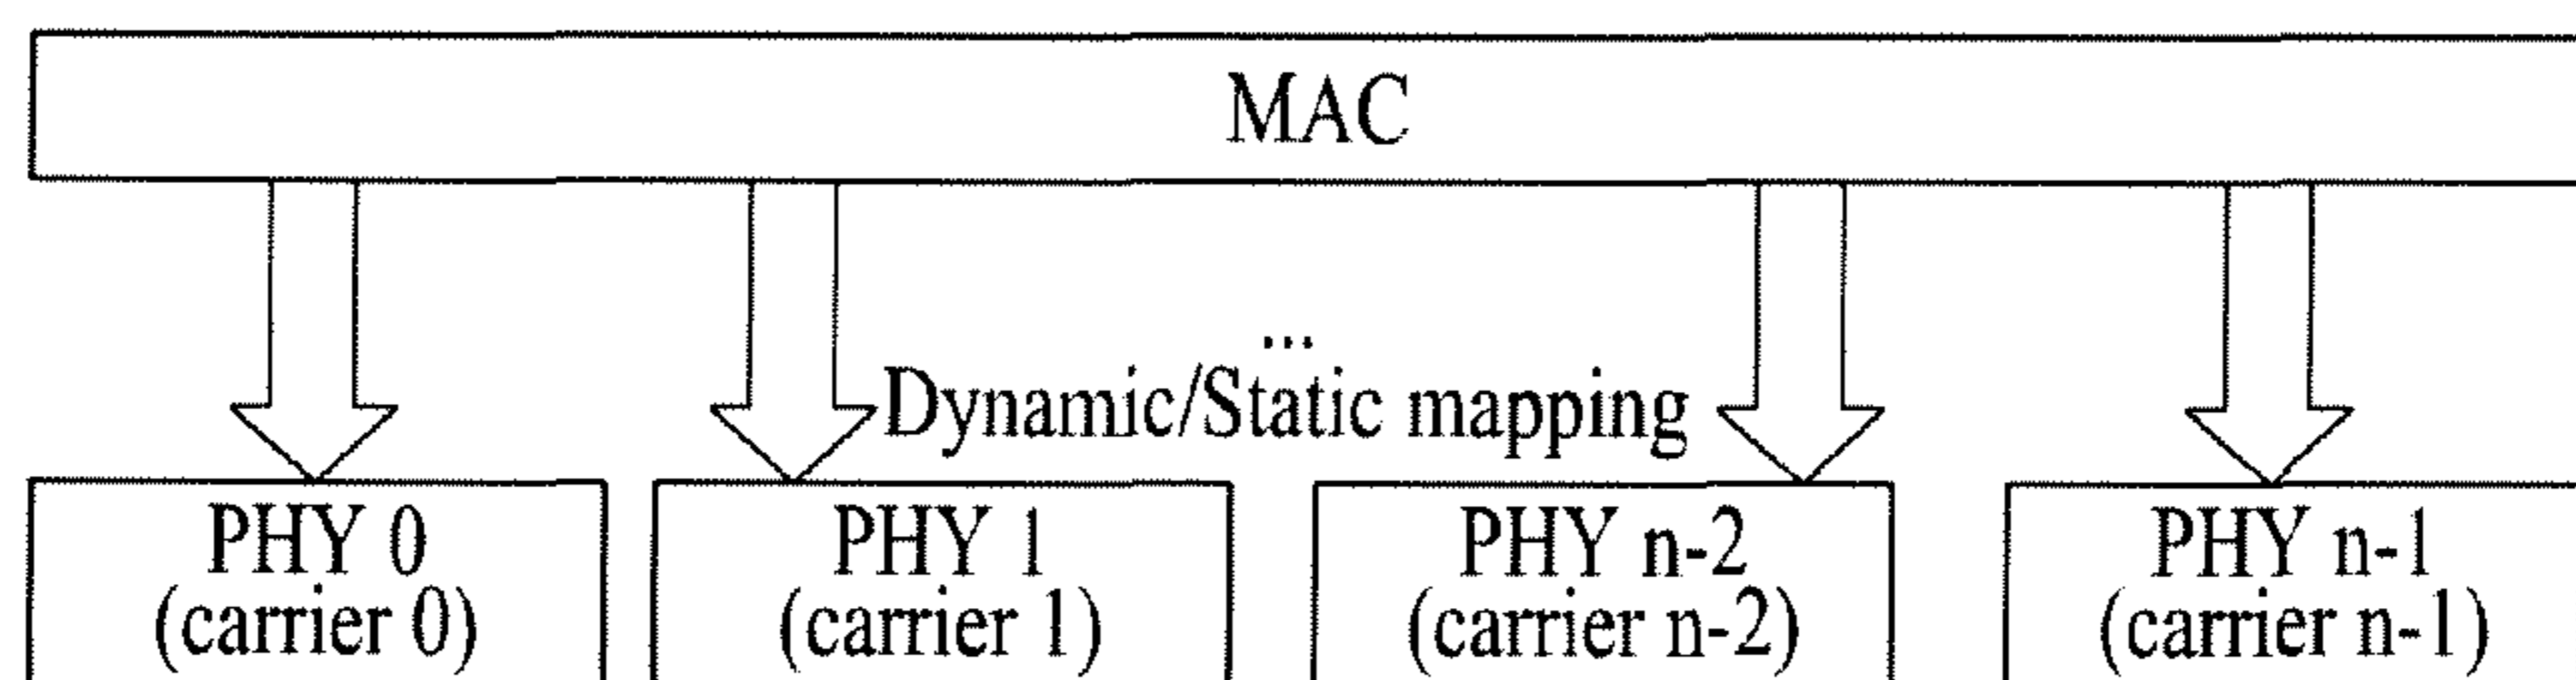 MAC
...
Dynamic/Static mapping
PHY 0
(carrier 0)
PHY 1
(carrier 1)
PHY n-2
(carrier n-2)
PHY n-1
(carrier n-1)